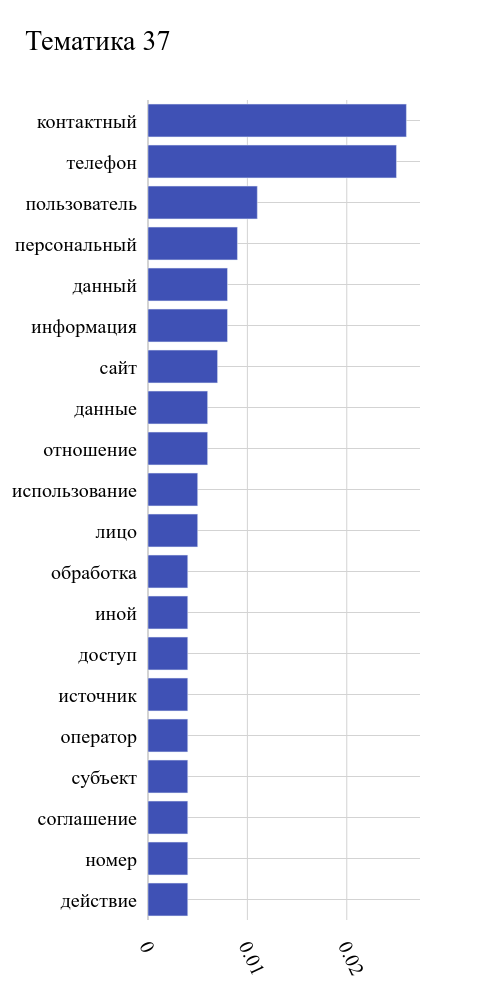 Тематика 37
контактный
телефон
пользователь
персональный
данный
информация
сайт
данные
отношение
использование
лицо
обработка
иной
доступ
источник
оператор
субъект
соглашение
номер
действие
0
0.01
0.02